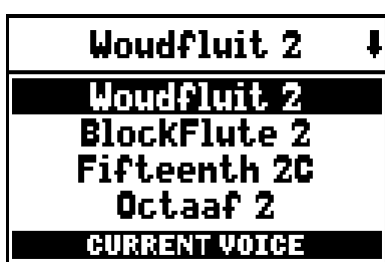 Woudfluit 2
Woudfluit 2
BlockFlute 2
Fifteenth 2C
Octaaf 2
CURRENT VOICE